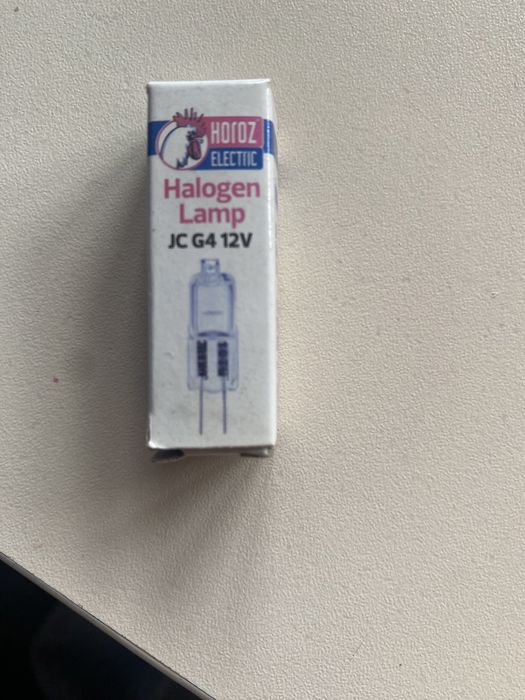 HOROZ
ELECTRIC
Halogen
Lamp
JC G4 12V